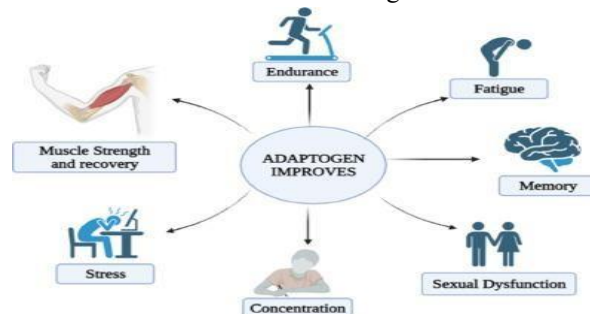 Endurance
Fatigue
Muscle Strength
and recovery
ADAPTOGEN
IMPROVES
Memory
Stress
Sexual Dysfunction
Concentration